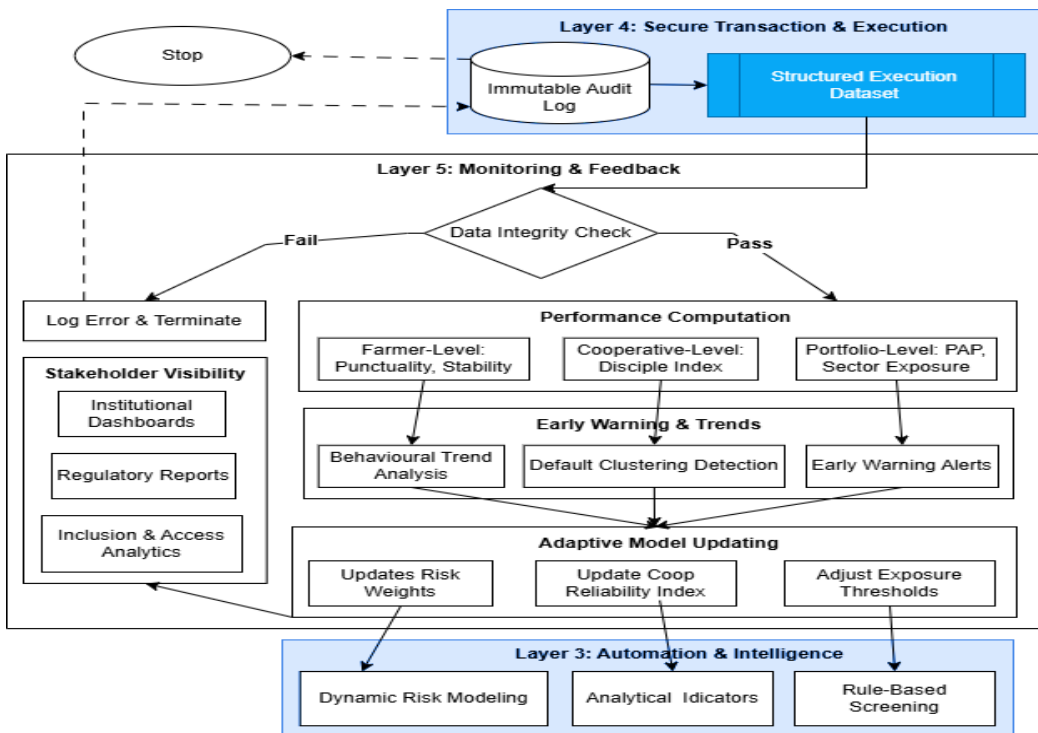 Layer 4: Secure Transaction & Execution
Stop
Immutable Audit
Log
Structured Execution
Dataset
Layer 5: Monitoring & Feedback
Data Integrity Check
Fail
Pass
Log Error & Terminate
Performance Computation
Farmer-Level:
Punctuality, Stability
Cooperative-Level:
Disciple Index
Portfolio-Level: PAP,
Sector Exposure
Stakeholder Visibility
Institutional
Dashboards
Regulatory Reports
Inclusion & Access
Analytics
Early Warning & Trends
Behavioural Trend
Analysis
Default Clustering Detection
Early Warning Alerts
Adaptive Model Updating
Updates Risk
Weights
Update Coop
Reliability Index
Adjust Exposure
Thresholds
Layer 3: Automation & Intelligence
Dynamic Risk Modeling
Analytical Idicators
Rule-Based
Screening